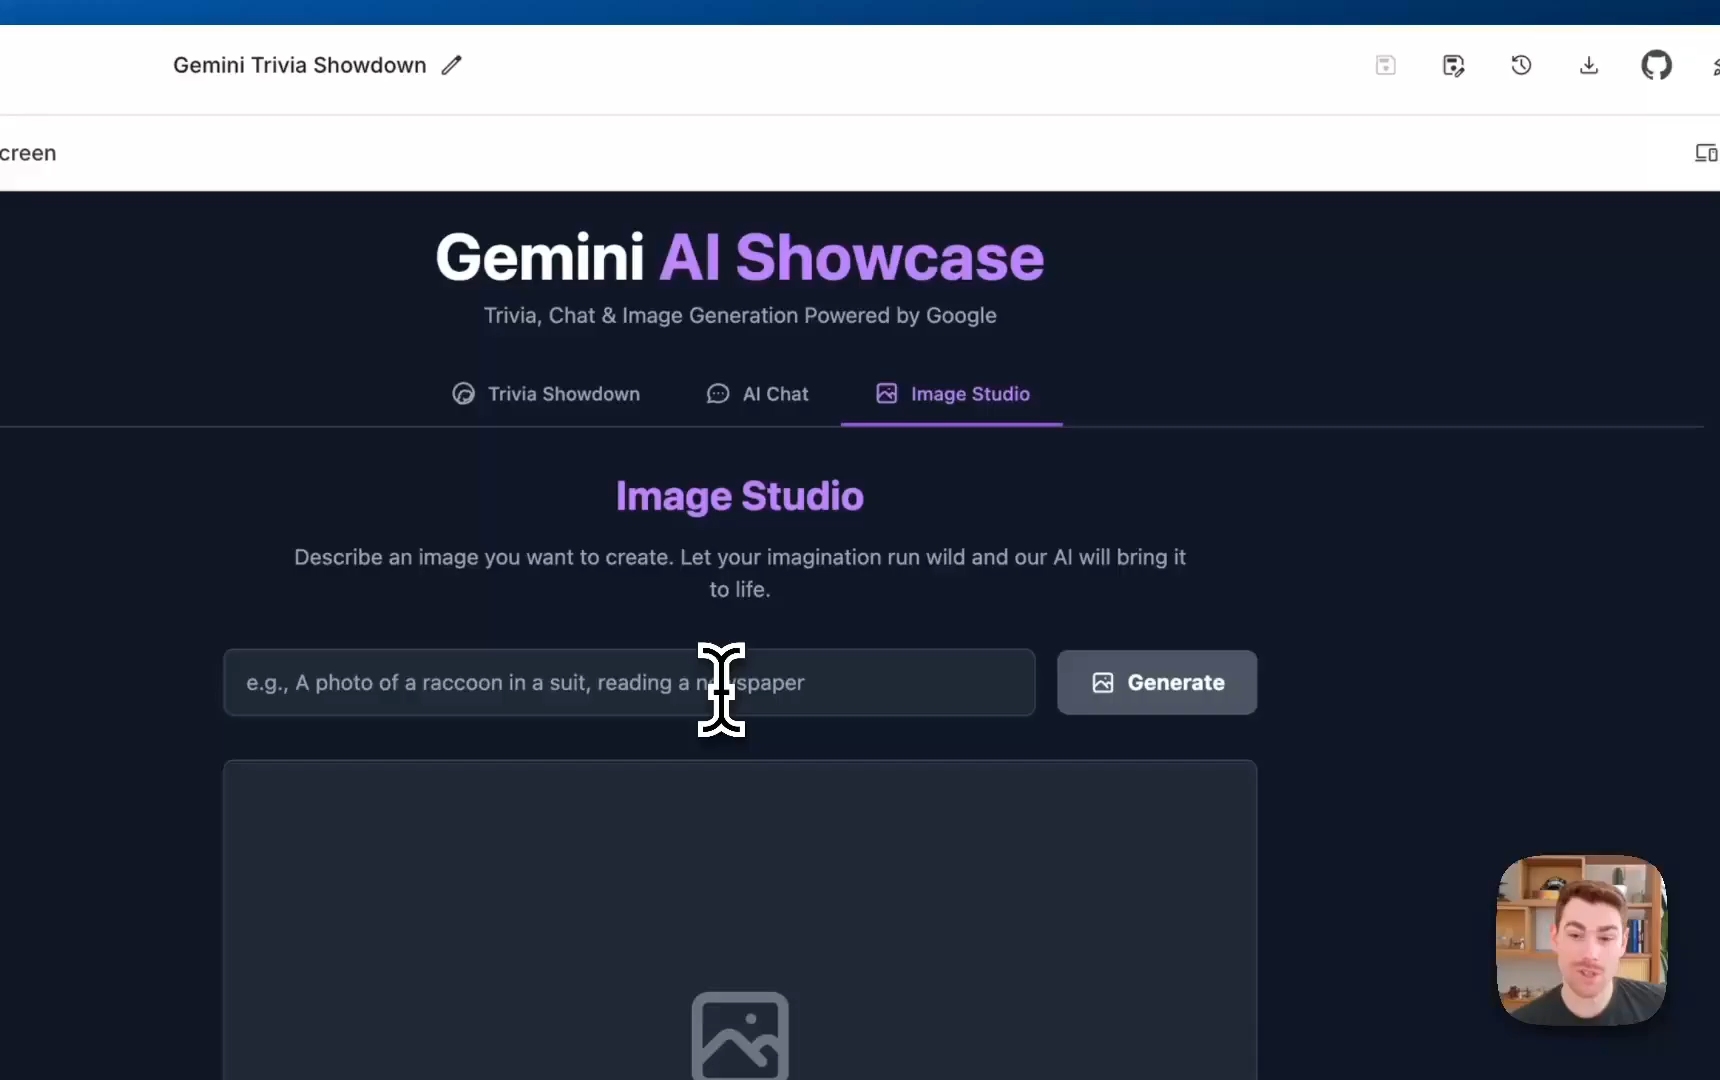 Gemini Trivia Showdown
creen
Gemini AI Showcase
Trivia, Chat & Image Generation Powered by Google
Trivia Showdown
AI Chat
Image Studio
Image Studio
Describe an image you want to create. Let your imagination run wild and our AI will bring it
to life.
e.g., A photo of a raccoon in a suit, reading a newspaper
Generate